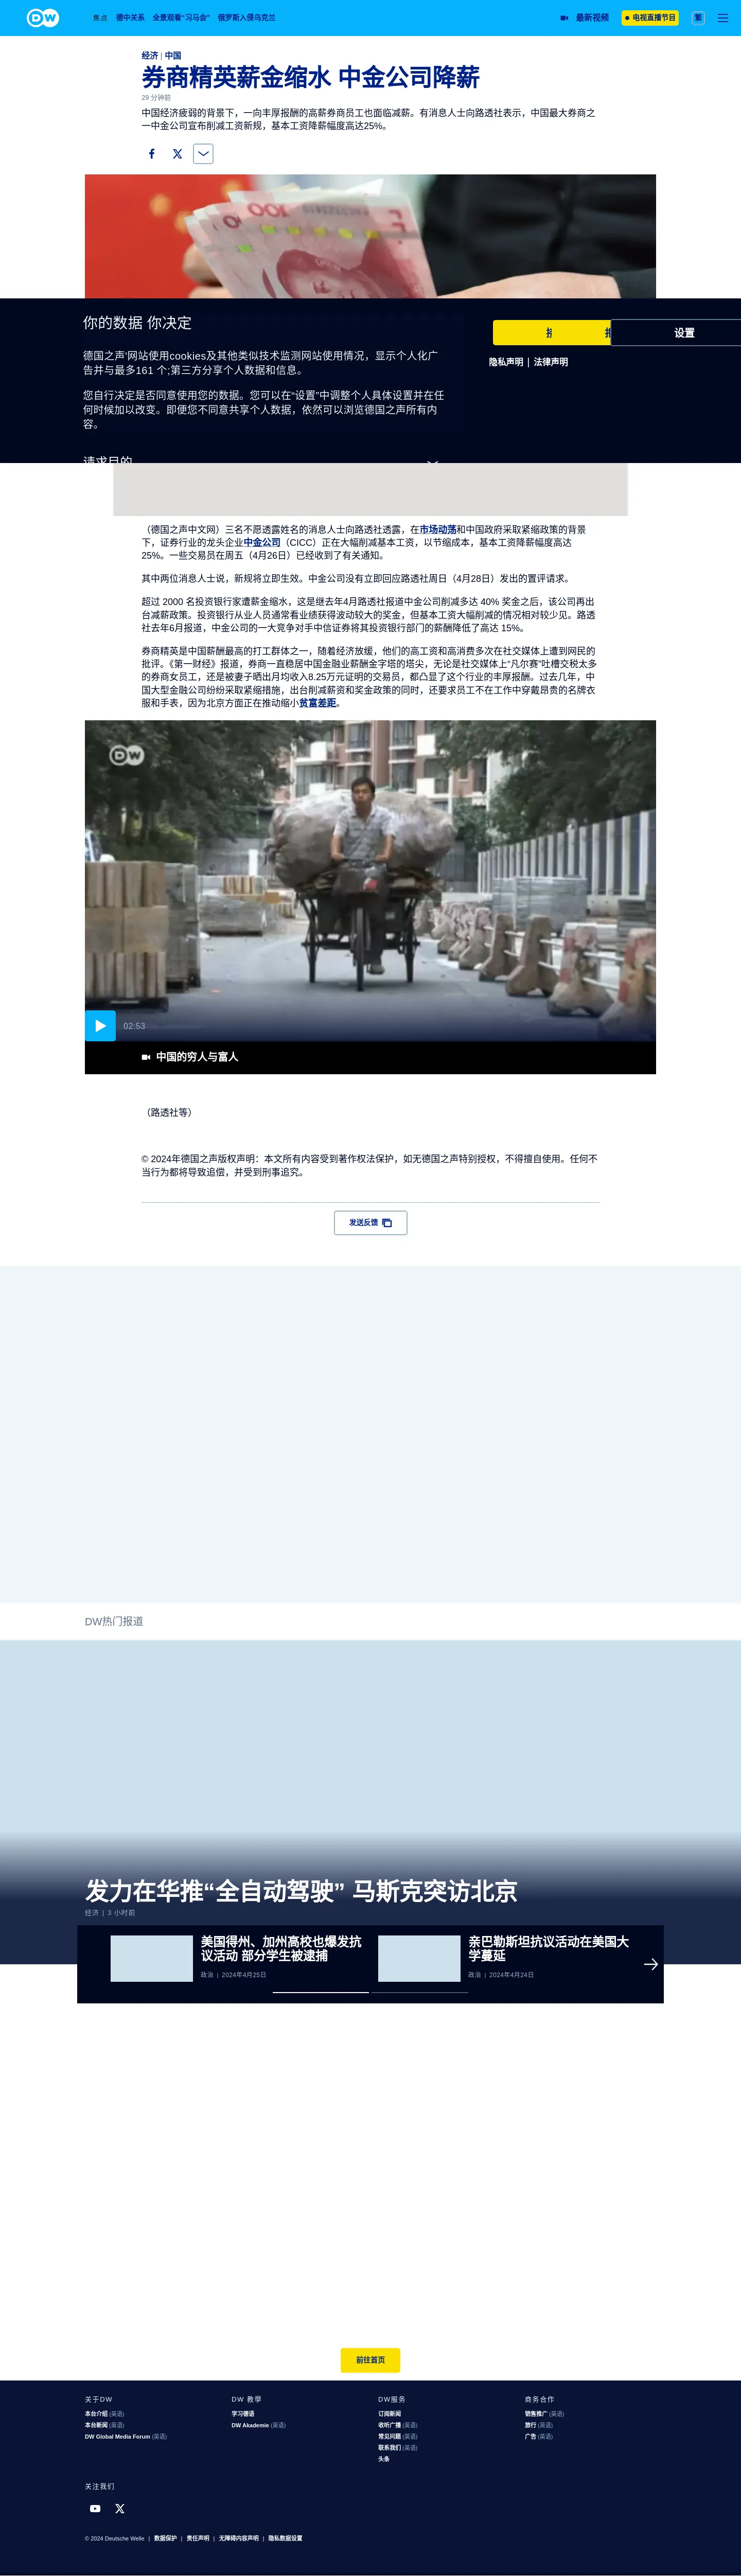 DW
焦点 德中关系 全景观看“习马会” 俄罗斯入侵乌克兰
最新视频
电视直播节目
繁
经济 | 中国
券商精英薪金缩水 中金公司降薪
29 分钟前
中国经济疲弱的背景下，一向丰厚报酬的高薪券商员工也面临减薪。有消息人士向路透社表示，中国最大券商之
一中金公司宣布削减工资新规，基本工资降薪幅度高达25%。
你的数据 你决定
设置
德国之声'网站使用cookies及其他类似技术监测网站使用情况，显示个人化广
告并与最多161 个;第三方分享个人数据和信息。
隐私声明 | 法律声明
您自行决定是否同意使用您的数据。您可以在“设置”中调整个人具体设置并在任
何时候加以改变。即便您不同意共享个人数据，依然可以浏览德国之声所有内
容。
请求目的
（德国之声中文网）三名不愿透露姓名的消息人士向路透社透露，在市场动荡和中国政府采取紧缩政策的背景
下，证券行业的龙头企业中金公司（CICC）正在大幅削减基本工资，以节缩成本，基本工资降薪幅度高达
25%。一些交易员在周五（4月26日）已经收到了有关通知。
其中两位消息人士说，新规将立即生效。中金公司没有立即回应路透社周日（4月28日）发出的置评请求。
超过 2000 名投资银行家遭薪金缩水，这是继去年4月路透社报道中金公司削减多达 40% 奖金之后，该公司再出
台减薪政策。投资银行从业人员通常看业绩获得波动较大的奖金，但基本工资大幅削减的情况相对较少见。路透
社去年6月报道，中金公司的一大竞争对手中信证券将其投资银行部门的薪酬降低了高达 15%。
券商精英是中国薪酬最高的打工群体之一，随着经济放缓，他们的高工资和高消费多次在社交媒体上遭到网民的
批评。《第一财经》报道，券商一直稳居中国金融业薪酬金字塔的塔尖，无论是社交媒体上“凡尔赛”吐槽交税太多
的券商女员工，还是被妻子晒出月均收入8.25万元证明的交易员，都凸显了这个行业的丰厚报酬。过去几年，中
国大型金融公司纷纷采取紧缩措施，出台削减薪资和奖金政策的同时，还要求员工不在工作中穿戴昂贵的名牌衣
服和手表，因为北京方面正在推动缩小贫富差距。
DW
02:53
中国的穷人与富人
（路透社等）
© 2024年德国之声版权声明：本文所有内容受到著作权法保护，如无德国之声特别授权，不得擅自使用。任何不
当行为都将导致追偿，并受到刑事追究。
发送反馈
DW热门报道
发力在华推“全自动驾驶” 马斯克突访北京
经济 | 3 小时前
美国得州、加州高校也爆发抗
议活动 部分学生被逮捕
政治 | 2024年4月25日
亲巴勒斯坦抗议活动在美国大
学蔓延
政治 | 2024年4月24日
前往首页
关于DW
本台介绍 (英语)
本台新闻 (英语)
DW Global Media Forum (英语)
DW 教學
学习德语
DW Akademie (英语)
DW服务
订阅新闻
收听广播 (英语)
常见问题 (英语)
联系我们 (英语)
头条
商务合作
销售推广 (英语)
旅行 (英语)
广告 (英语)
关注我们
© 2024 Deutsche Welle | 数据保护 | 责任声明 | 无障碍内容声明 | 隐私数据设置